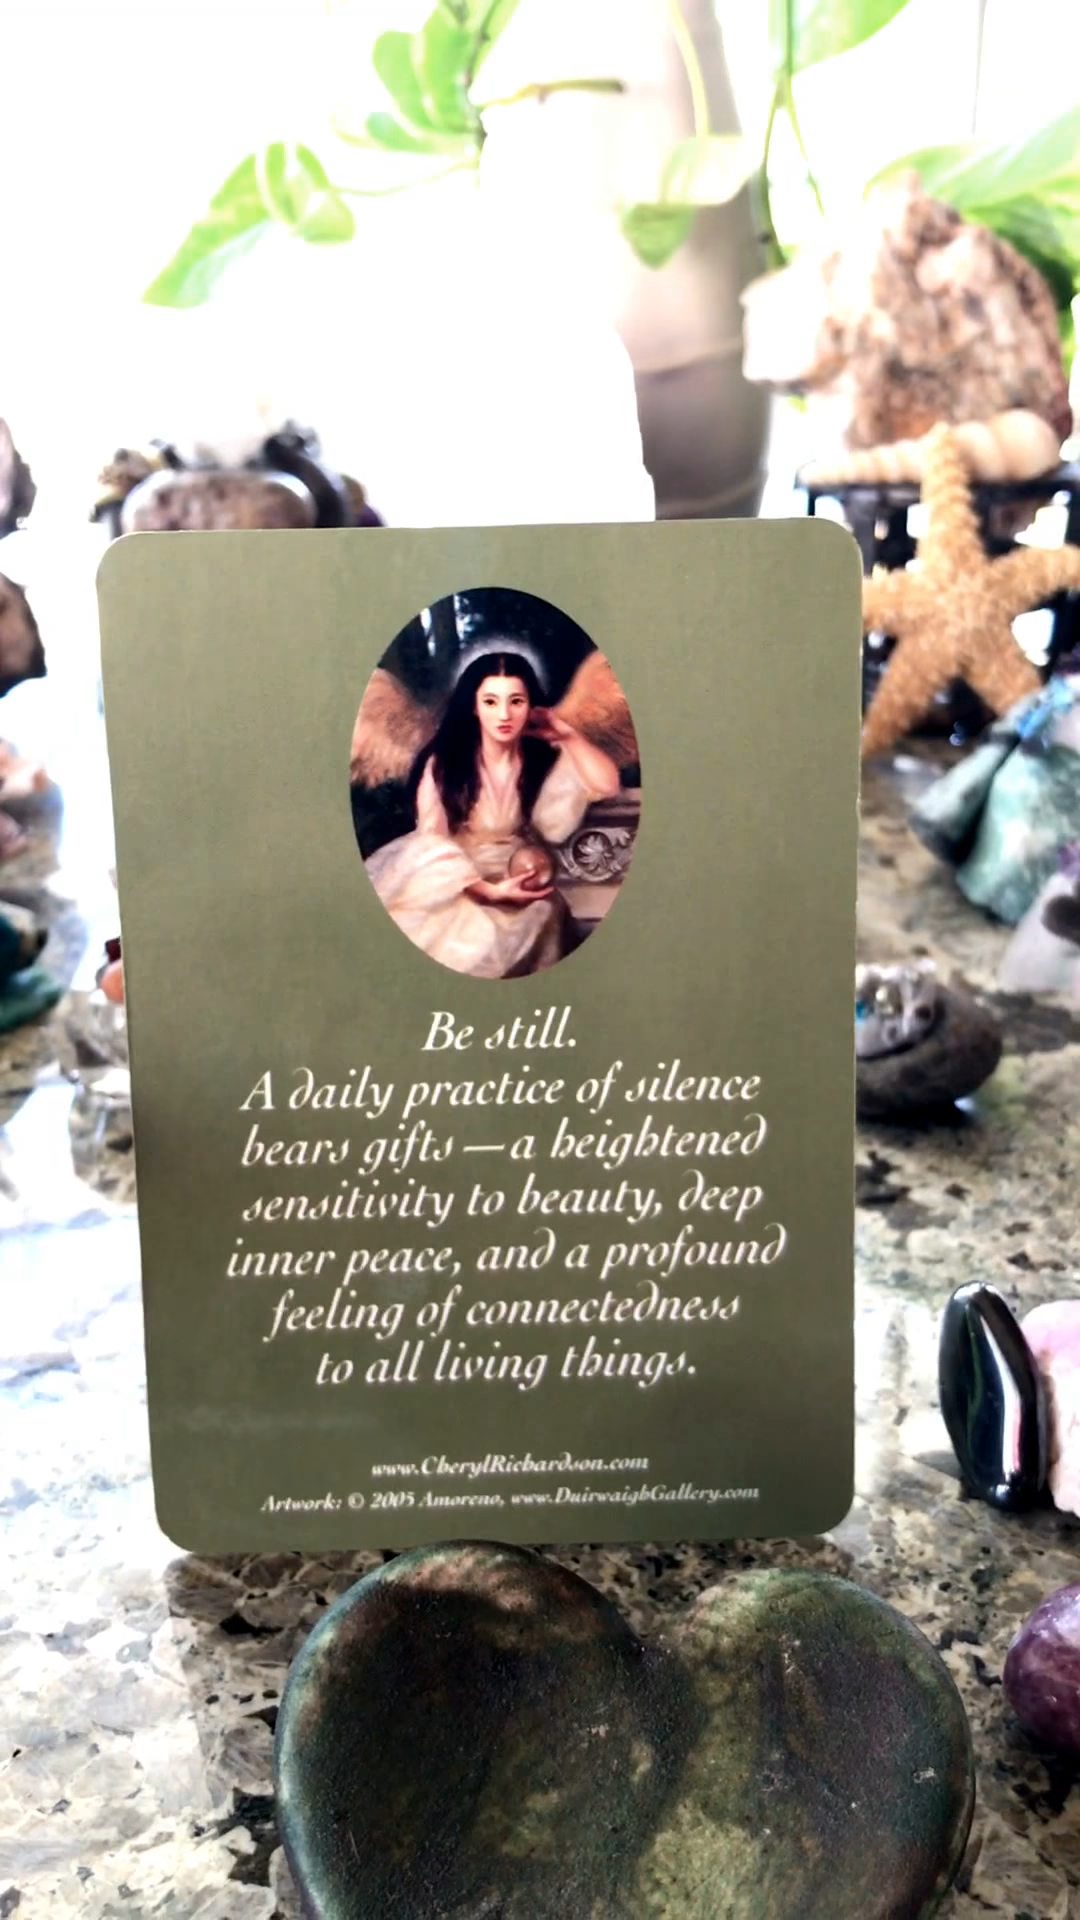 Be still.
A daily practice of silence
bears gifts — a heightened
sensitivity to beauty, deep
inner peace, and a profound
feeling of connectedness
to all living things.
www.CherylRichardson.com
Artwork: © 2005 Amoreno, www.DuirwaighGallery.com